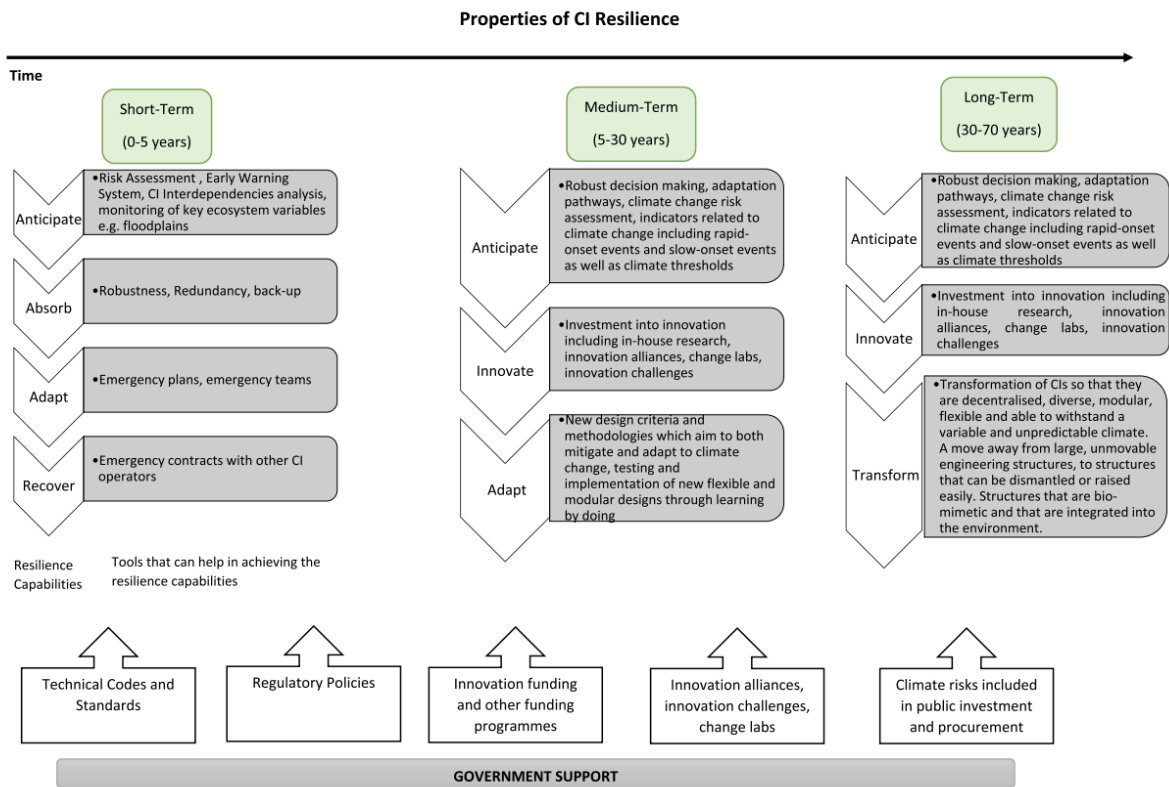 Properties of CI Resilience
Time
Short-Term
(0-5 years)
Anticipate
•Risk Assessment , Early Warning
System, CI Interdependencies analysis,
monitoring of key ecosystem variables
e.g. floodplains
Absorb
•Robustness, Redundancy, back-up
Adapt
•Emergency plans, emergency teams
Recover
•Emergency contracts with other CI
operators
Resilience
Capabilities
Tools that can help in achieving the
resilience capabilities
Medium-Term
(5-30 years)
Anticipate
•Robust decision making, adaptation
pathways, climate change risk
assessment, indicators related to
climate change including rapid-
onset events and slow-onset events
as well as climate thresholds
Innovate
•Investment into innovation
including in-house research,
innovation alliances, change labs,
innovation challenges
Adapt
•New design criteria and
methodologies which aim to both
mitigate and adapt to climate
change, testing and
implementation of new flexible and
modular designs through learning
by doing
Long-Term
(30-70 years)
Anticipate
•Robust decision making, adaptation
pathways, climate change risk
assessment, indicators related to
climate change including rapid-onset
events and slow-onset events as well
as climate thresholds
Innovate
•Investment into innovation including
in-house research, innovation
alliances, change labs, innovation
challenges
Transform
•Transformation of CIs so that they
are decentralised, diverse, modular,
flexible and able to withstand a
variable and unpredictable climate.
A move away from large, unmovable
engineering structures, to structures
that can be dismantled or raised
easily. Structures that are bio-
mimetic and that are integrated into
the environment.
Technical Codes and
Standards
Regulatory Policies
Innovation funding
and other funding
programmes
Innovation alliances,
innovation challenges,
change labs
Climate risks included
in public investment
and procurement
GOVERNMENT SUPPORT